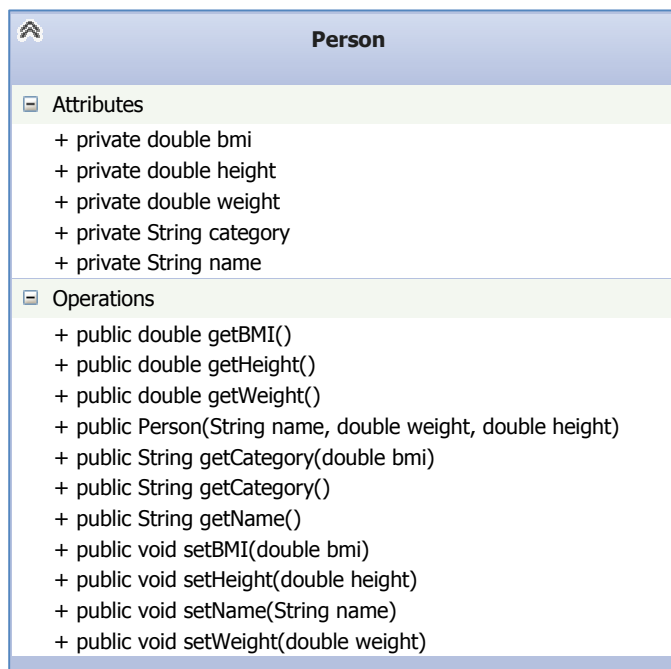 Person
Attributes
+ private double bmi
+ private double height
+ private double weight
+ private String category
+ private String name
Operations
+ public double getBMI()
+ public double getHeight()
+ public double getWeight()
+ public Person(String name, double weight, double height)
+ public String getCategory(double bmi)
+ public String getCategory()
+ public String getName()
+ public void setBMI(double bmi)
+ public void setHeight(double height)
+ public void setName(String name)
+ public void setWeight(double weight)